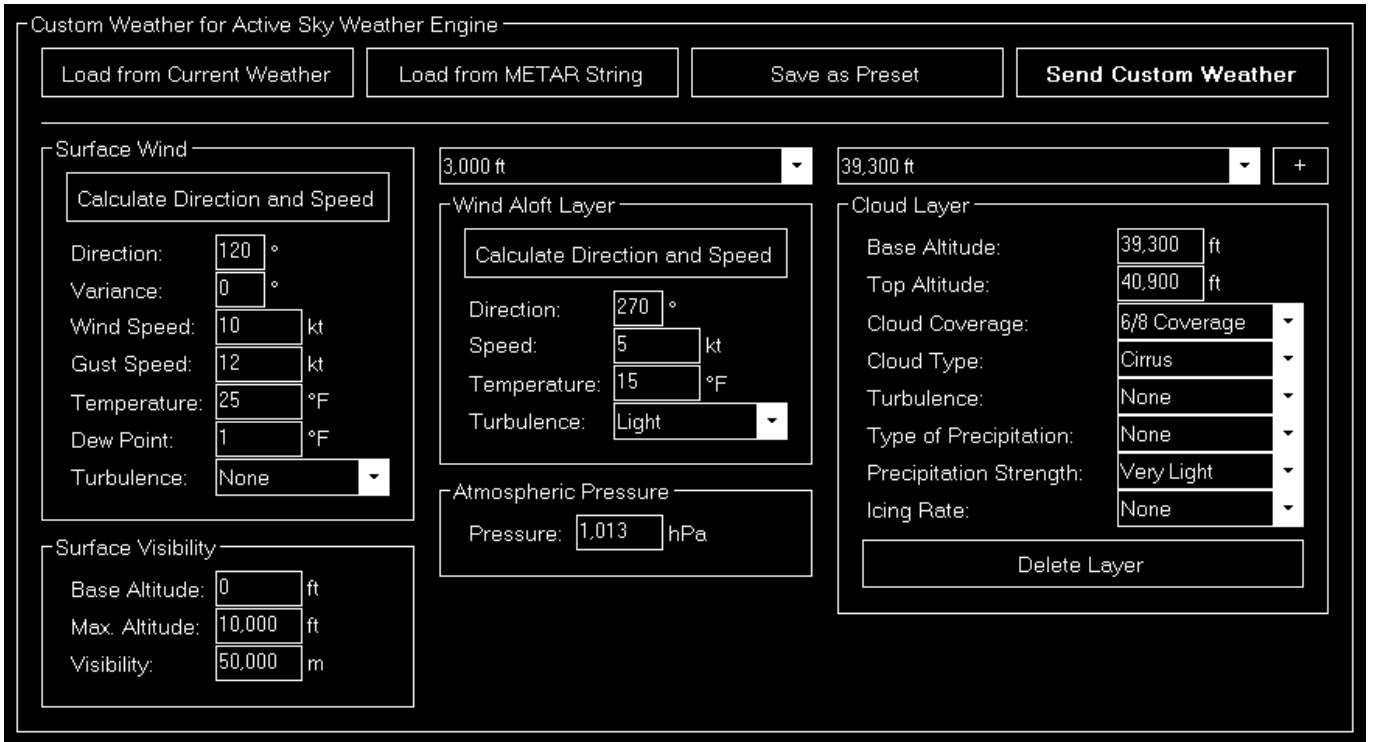 Custom Weather for Active Sky Weather Engine
Load from Current Weather
Load from METAR String
Save as Preset
Send Custom Weather
Surface Wind
Calculate Direction and Speed
Direction: 120 °
Variance: 0 °
Wind Speed: 10 kt
Gust Speed: 12 kt
Temperature: 25 °F
Dew Point: 1 °F
Turbulence: None
Surface Visibility
Base Altitude: 0 ft
Max. Altitude: 10,000 ft
Visibility: 50,000 m
3,000 ft
Wind Aloft Layer
Calculate Direction and Speed
Direction: 270 °
Speed: 5 kt
Temperature: 15 °F
Turbulence: Light
Atmospheric Pressure
Pressure: 1,013 hPa
39,300 ft
+
Cloud Layer
Base Altitude: 39,300 ft
Top Altitude: 40,900 ft
Cloud Coverage: 6/8 Coverage
Cloud Type: Cirrus
Turbulence: None
Type of Precipitation: None
Precipitation Strength: Very Light
Icing Rate: None
Delete Layer